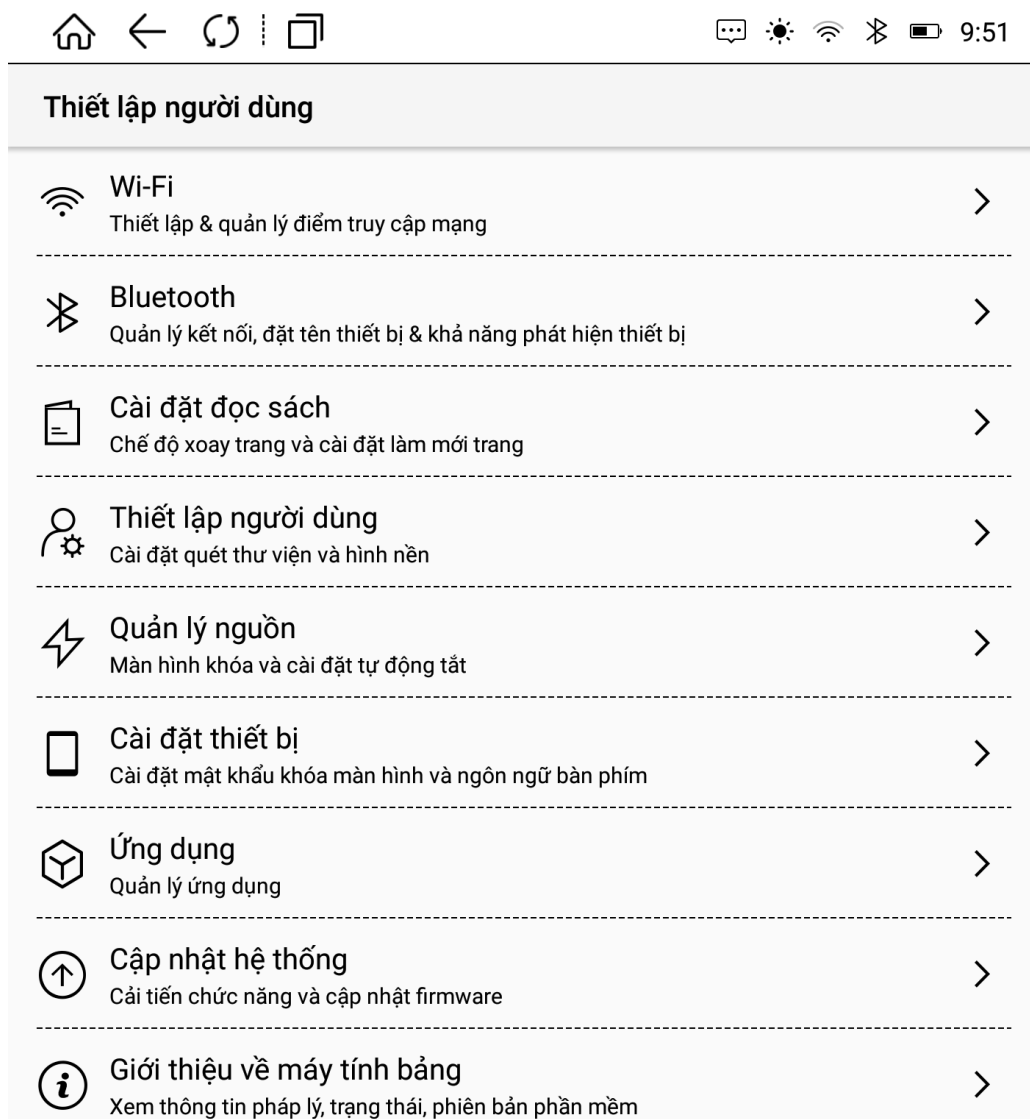 9:51
Thiết lập người dùng
Wi-Fi
Thiết lập & quản lý điểm truy cập mạng
Bluetooth
Quản lý kết nối, đặt tên thiết bị & khả năng phát hiện thiết bị
Cài đặt đọc sách
Chế độ xoay trang và cài đặt làm mới trang
Thiết lập người dùng
Cài đặt quét thư viện và hình nền
Quản lý nguồn
Màn hình khóa và cài đặt tự động tắt
Cài đặt thiết bị
Cài đặt mật khẩu khóa màn hình và ngôn ngữ bàn phím
Ứng dụng
Quản lý ứng dụng
Cập nhật hệ thống
Cải tiến chức năng và cập nhật firmware
Giới thiệu về máy tính bảng
Xem thông tin pháp lý, trạng thái, phiên bản phần mềm